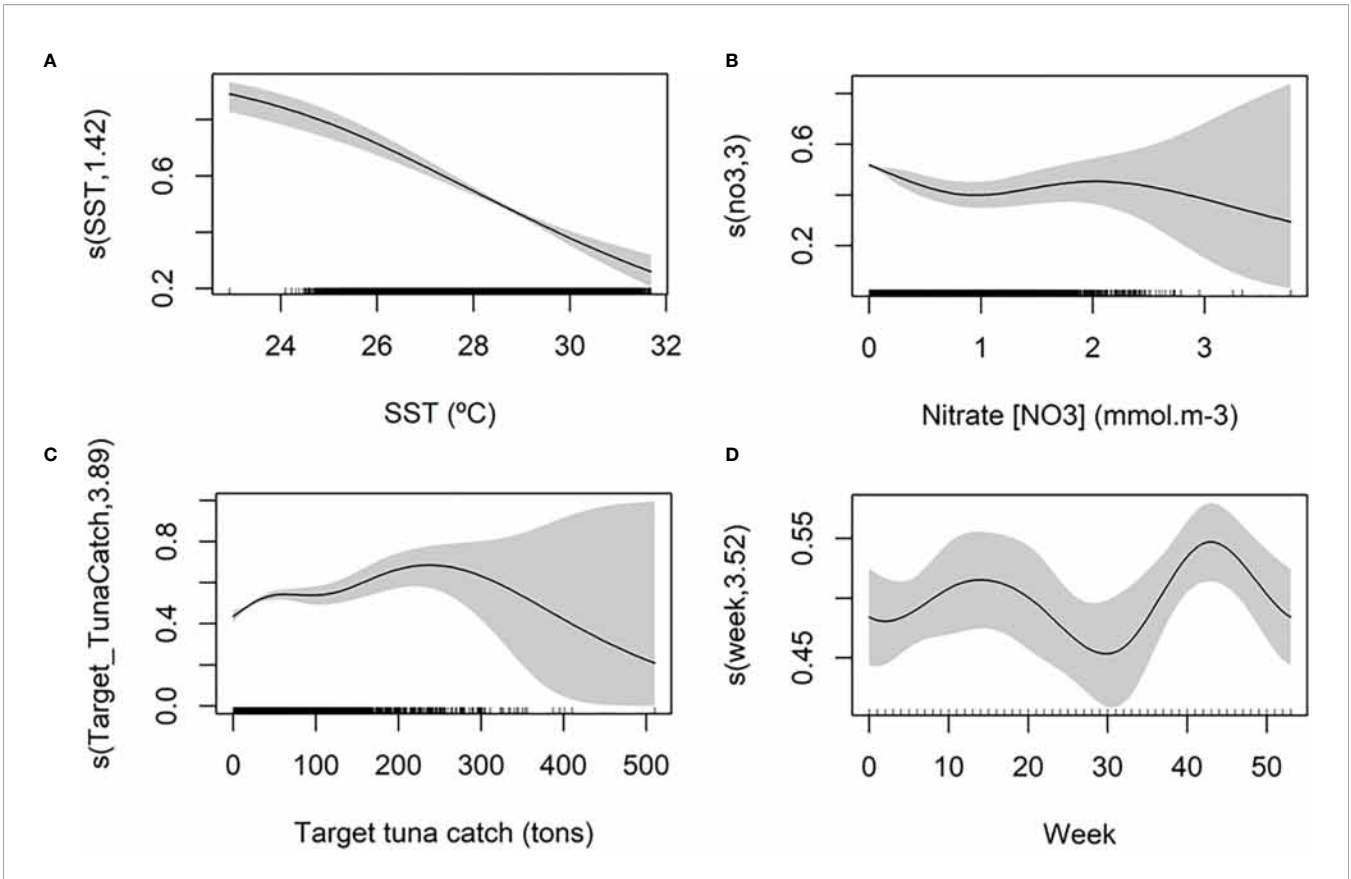 A
s(SST,1.42)
0.6
0.2
24 26 28 30 32
SST (ºC)
B
s(no3,3)
0.6
0.2
0 1 2 3
Nitrate [NO3] (mmol.m-3)
C
s(Target_TunaCatch,3.89)
0.8
0.4
0.0
0 100 200 300 400 500
Target tuna catch (tons)
D
s(week,3.52)
0.55
0.45
0 10 20 30 40 50
Week